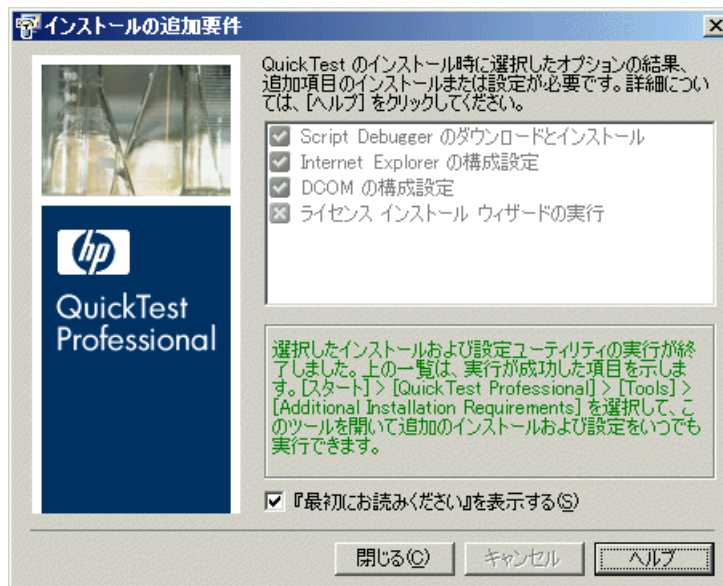 インストールの追加要件
QuickTest のインストール時に選択したオプションの結果、
追加項目のインストールまたは設定が必要です。詳細につい
ては、[ヘルプ] をクリックしてください。
Script Debugger のダウンロードとインストール
Internet Explorer の構成設定
DCOM の構成設定
ライセンス インストール ウィザードの実行
hp
QuickTest
Professional
選択したインストールおよび設定ユーティリティの実行が終
了しました。上の一覧は、実行が成功した項目を示しま
す。[スタート] > [QuickTest Professional] > [Tools] >
[Additional Installation Requirements] を選択して、こ
のツールを開いて追加のインストールおよび設定をいつでも
実行できます。
『最初にお読みください』を表示する(S)
閉じる(C)
キャンセル
ヘルプ